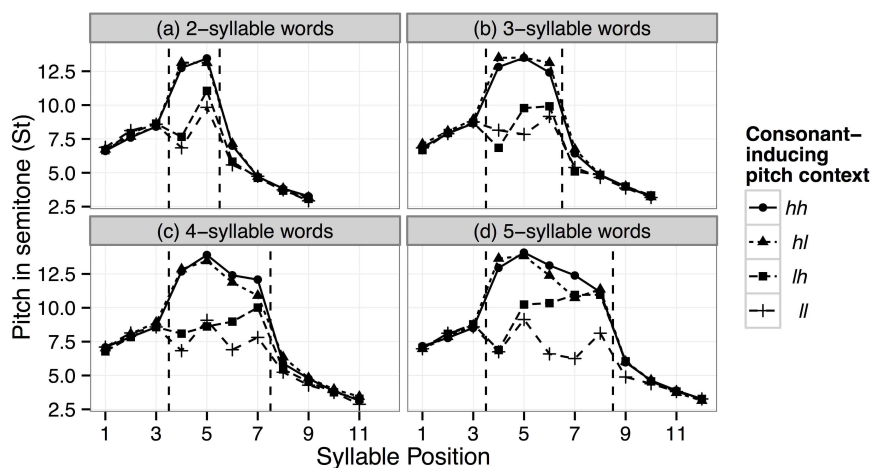 (a) 2−syllable words
(b) 3−syllable words
12.5
10.0
7.5
5.0
2.5
(c) 4−syllable words
(d) 5−syllable words
12.5
10.0
7.5
5.0
2.5
1 3 5 7 9 11
1 3 5 7 9 11
Pitch in semitone (St)
Syllable Position
Consonant−
inducing
pitch context
hh
hl
lh
ll